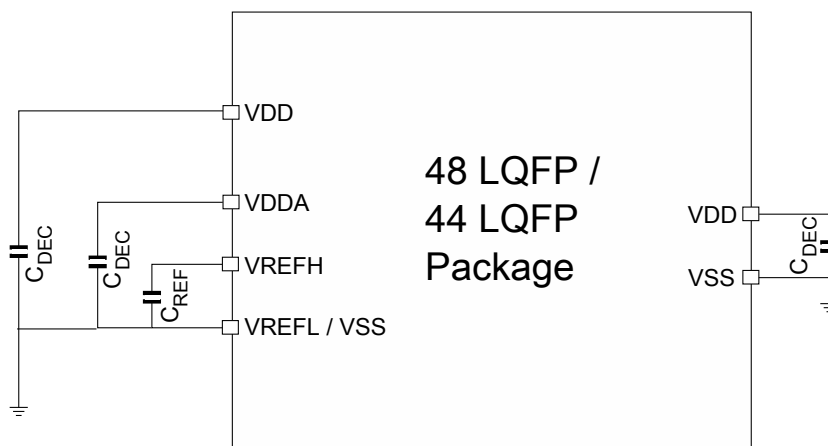 VDD
VDDA
VREFH
VREFL / VSS
C_DEC
C_DEC
C_REF
48 LQFP /
44 LQFP
Package
VDD
VSS
C_DEC